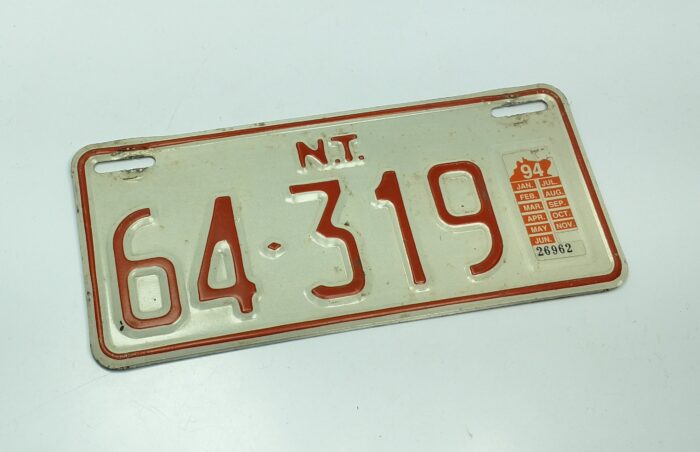 N.T.
64·319
94
JAN. JUL.
FEB. AUG.
MAR. SEP.
APR. OCT.
MAY NOV.
JUN.
26962